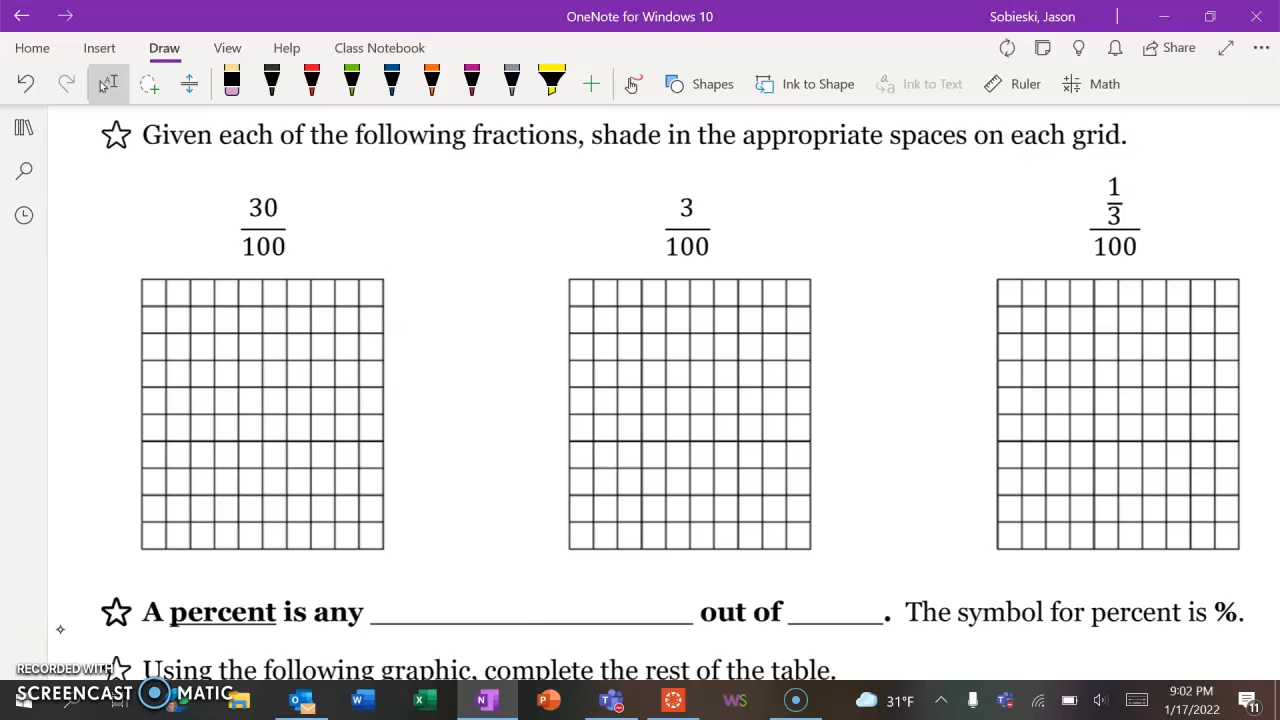 OneNote for Windows 10
Sobieski, Jason
Home Insert Draw View Help Class Notebook
Share
Shapes Ink to Shape Ink to Text Ruler Math
Given each of the following fractions, shade in the appropriate spaces on each grid.
30
100
3
100
1
3
100
A percent is any ______________________ out of ______. The symbol for percent is %.
Using the following graphic, complete the rest of the table.
RECORDED WITH
SCREENCAST MATIC
WS
31°F
9:02 PM
1/17/2022
11